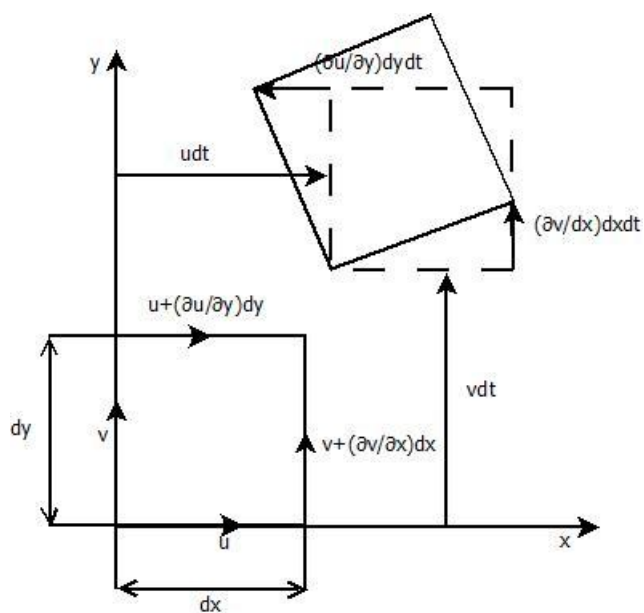 y
(∂u/∂y)dydt
udt
(∂v/dx)dxdt
u+(∂u/∂y)dy
vdt
dy
v
v+(∂v/∂x)dx
u
x
dx